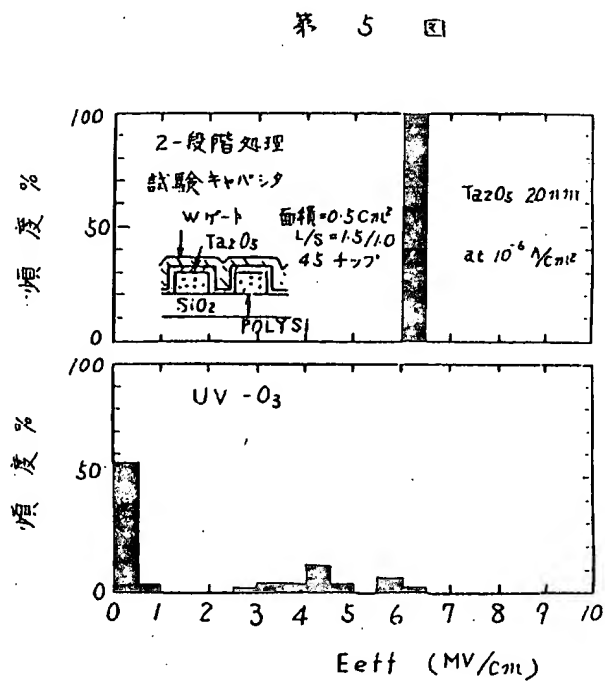 第 5 図
100
2-段階処理
試験キャパシタ
Wゲート
Ta2O5
SiO2
POLYSI
面積=0.5cm²
L/S=1.5/1.0
45 チップ
Ta2O5 20nm
at 10⁻⁶ A/cm²
頻度 %
50
0
100
UV-O3
頻度 %
50
0
0 1 2 3 4 5 6 7 8 9 10
Eeff (MV/cm)